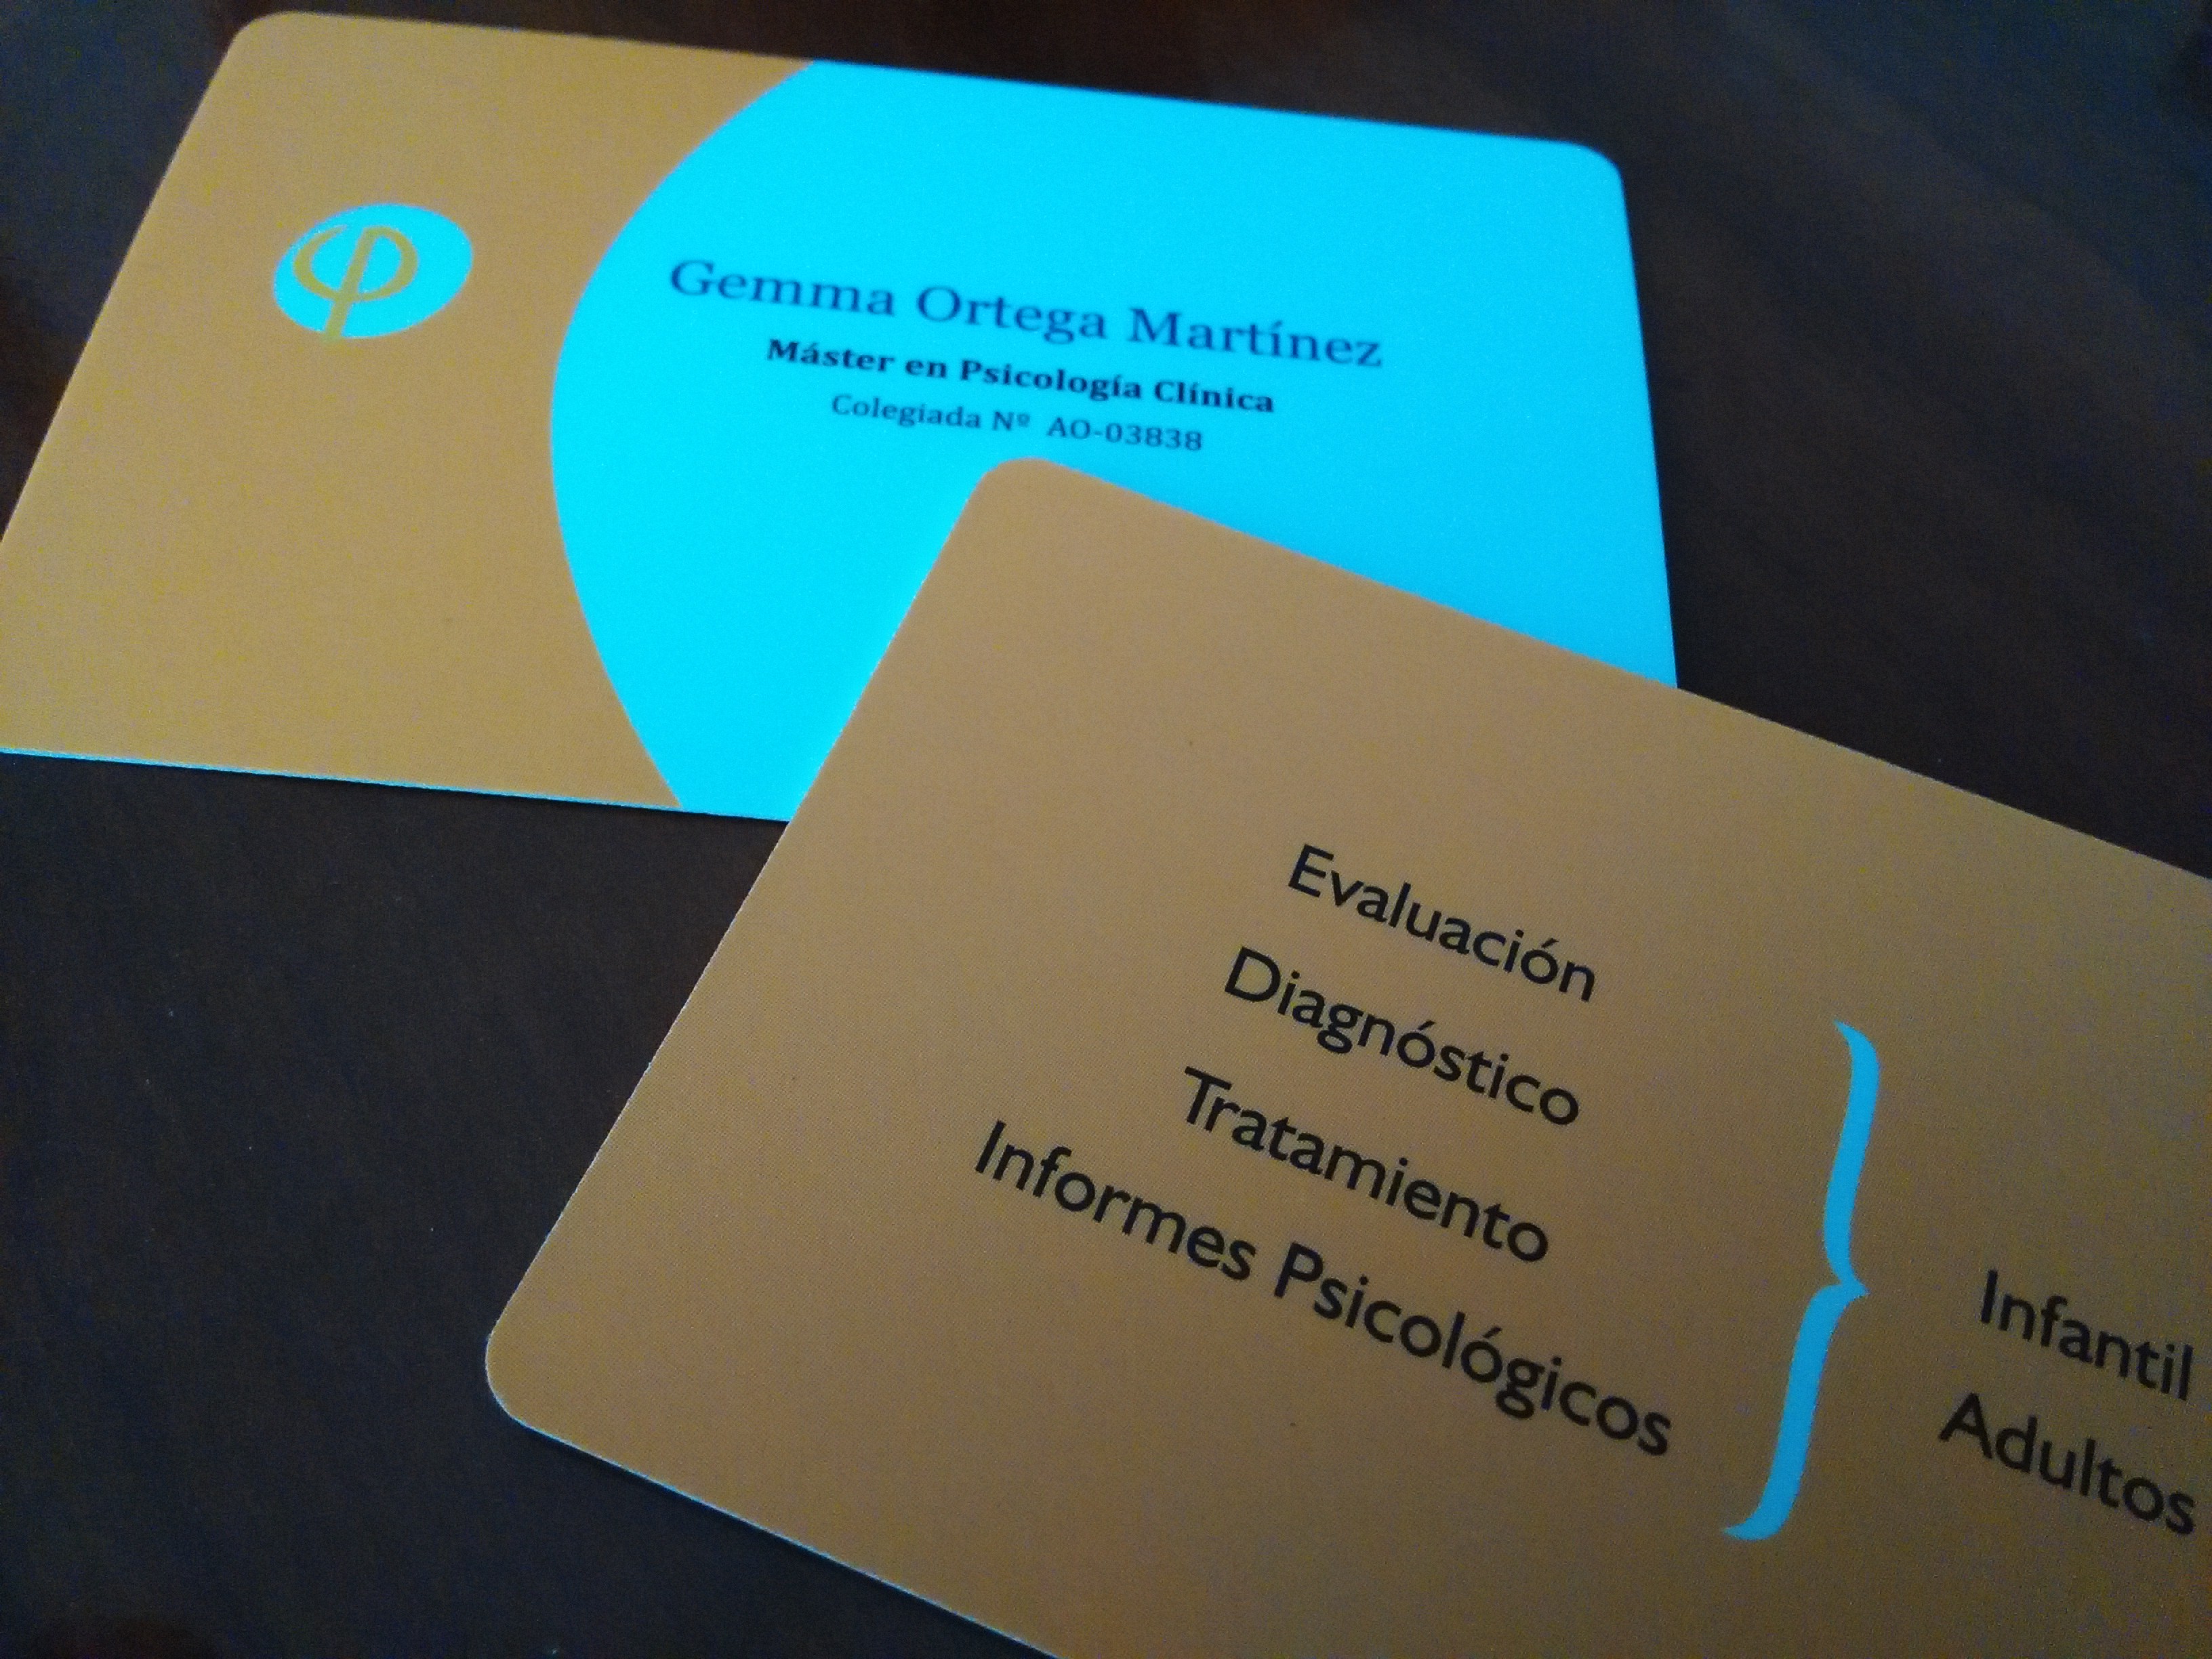 Gemma Ortega Martínez
Máster en Psicología Clínica
Colegiada Nº AO-03838
Evaluación
Diagnóstico
Tratamiento
Informes Psicológicos
Infantil
Adultos